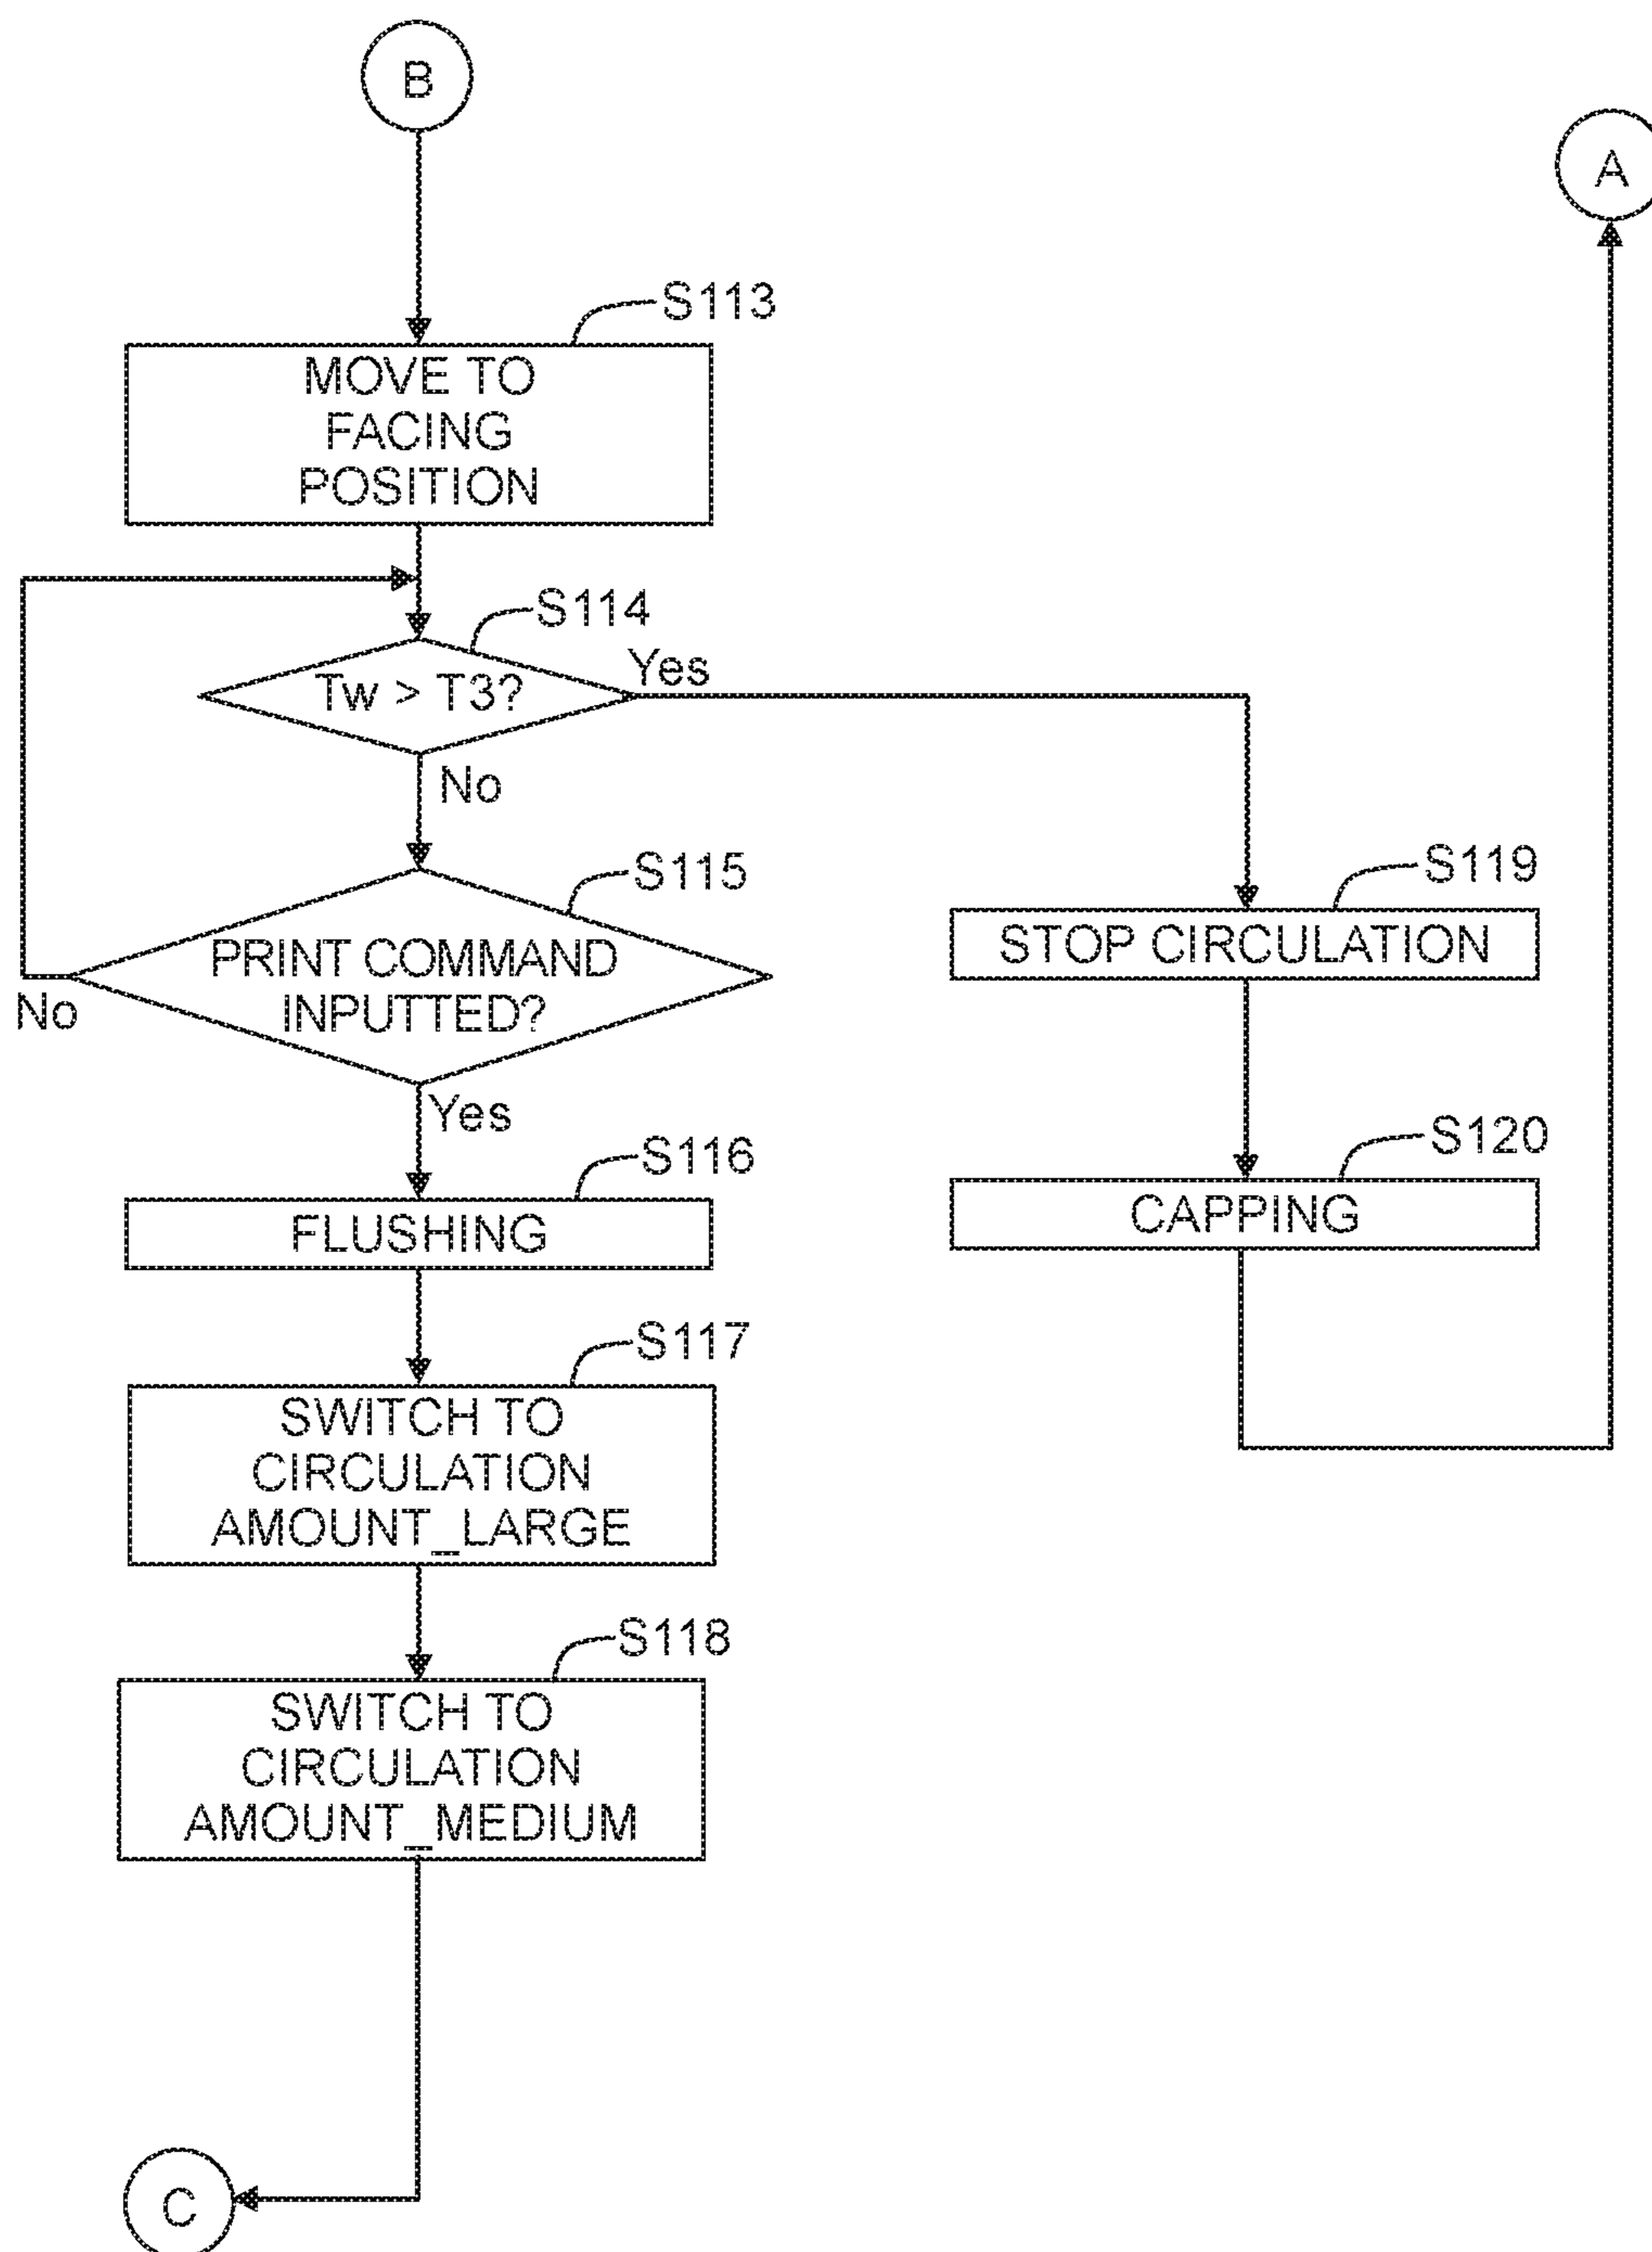 B
A
S113
MOVE TO
FACING
POSITION
S114
Tw > T3?
Yes
No
S115
PRINT COMMAND
INPUTTED?
No
Yes
S116
FLUSHING
S117
SWITCH TO
CIRCULATION
AMOUNT_LARGE
S118
SWITCH TO
CIRCULATION
AMOUNT_MEDIUM
C
S119
STOP CIRCULATION
S120
CAPPING